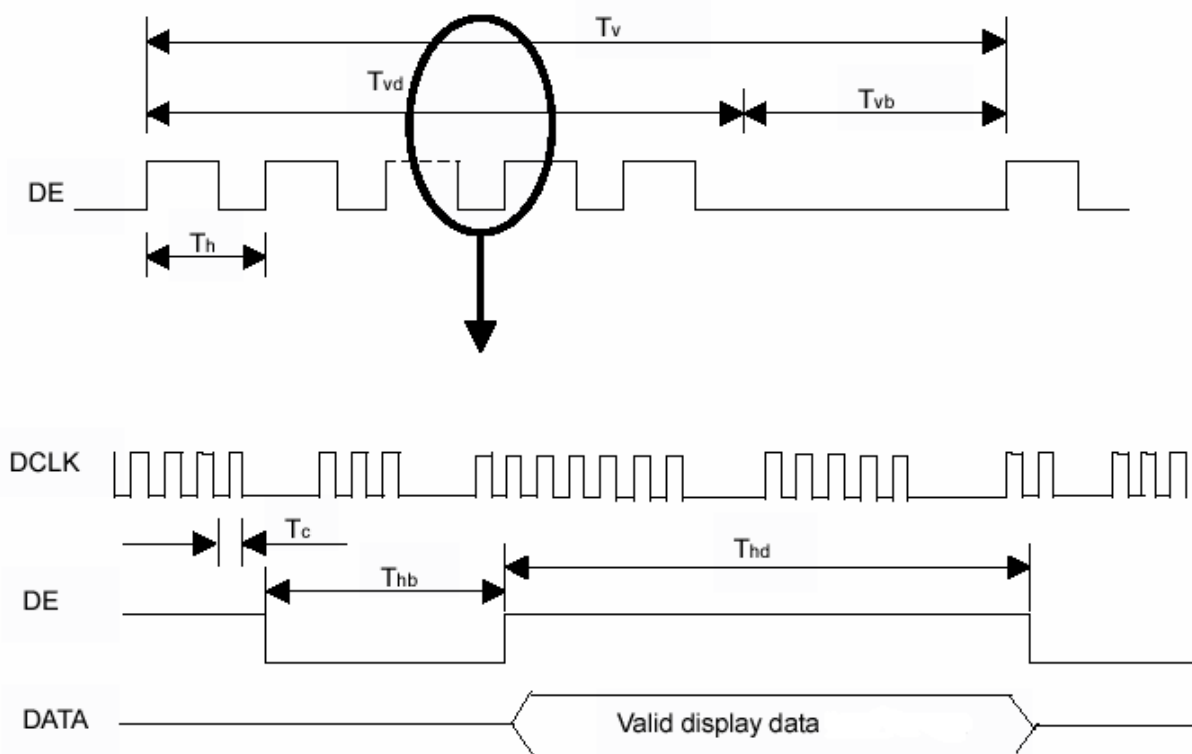 Tv
Tvd
Tvb
DE
Th
DCLK
Tc
Thd
Thb
DE
DATA
Valid display data